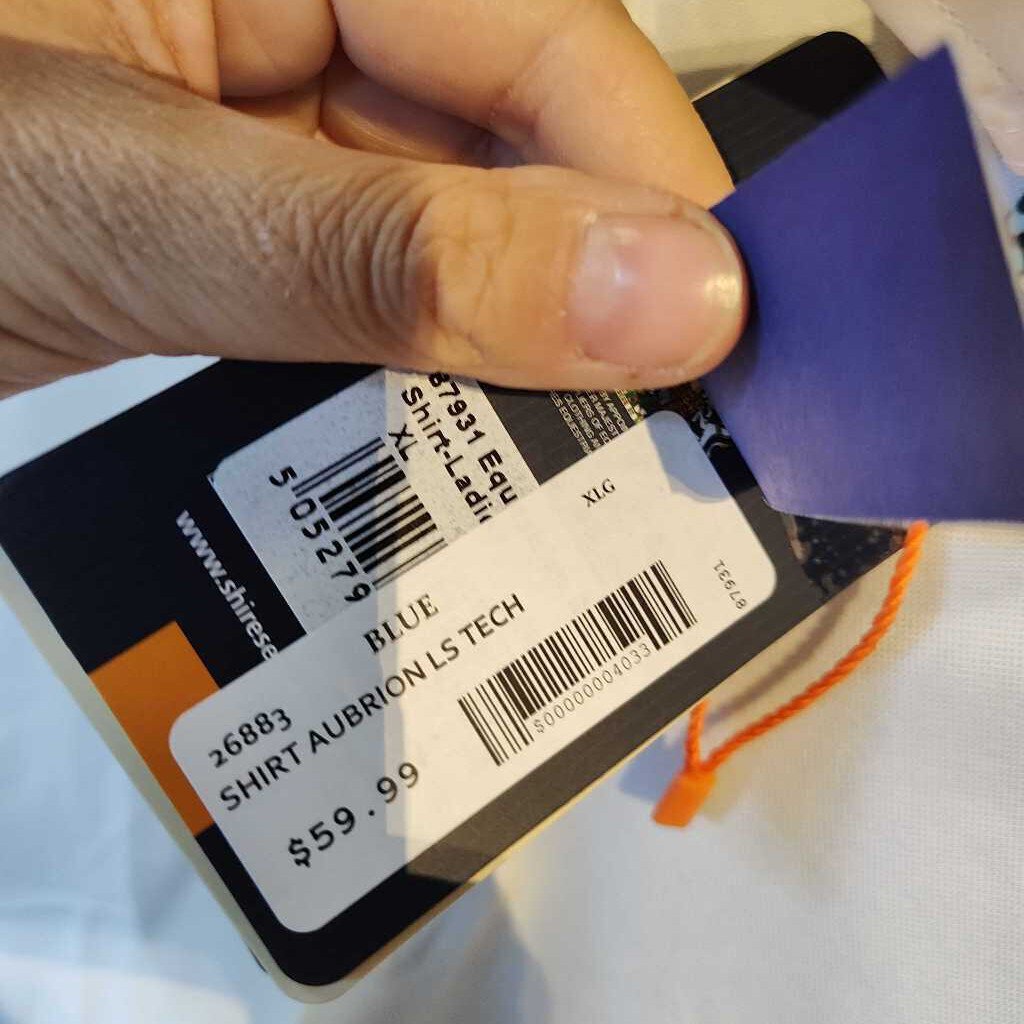 87931 Equ
Shirt-Ladi
XL
5 05279
www.shirese
XLG
BLUE
87931
26883
SHIRT AUBRION LS TECH
$00000004033
$59.99